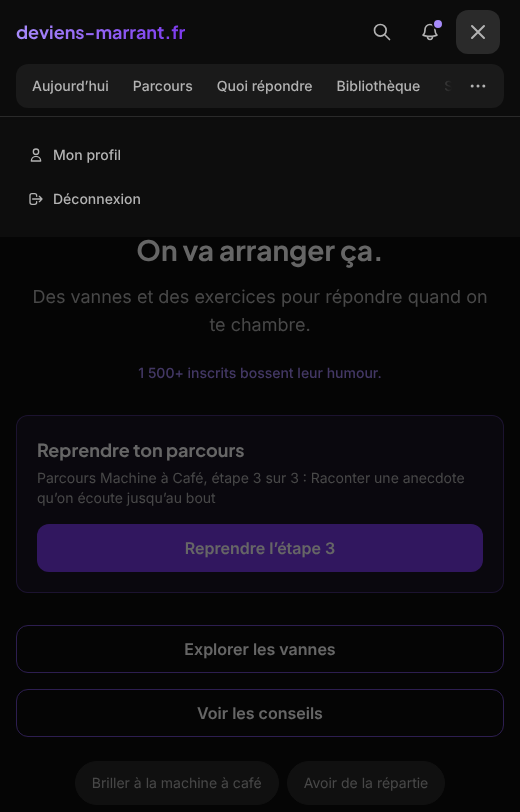 deviens-marrant.fr
Aujourd’hui Parcours Quoi répondre Bibliothèque
Mon profil
Déconnexion
On va arranger ça.
Des vannes et des exercices pour répondre quand on
te chambre.
1 500+ inscrits bossent leur humour.
Reprendre ton parcours
Parcours Machine à Café, étape 3 sur 3 : Raconter une anecdote
qu’on écoute jusqu’au bout
Reprendre l’étape 3
Explorer les vannes
Voir les conseils
Briller à la machine à café Avoir de la répartie